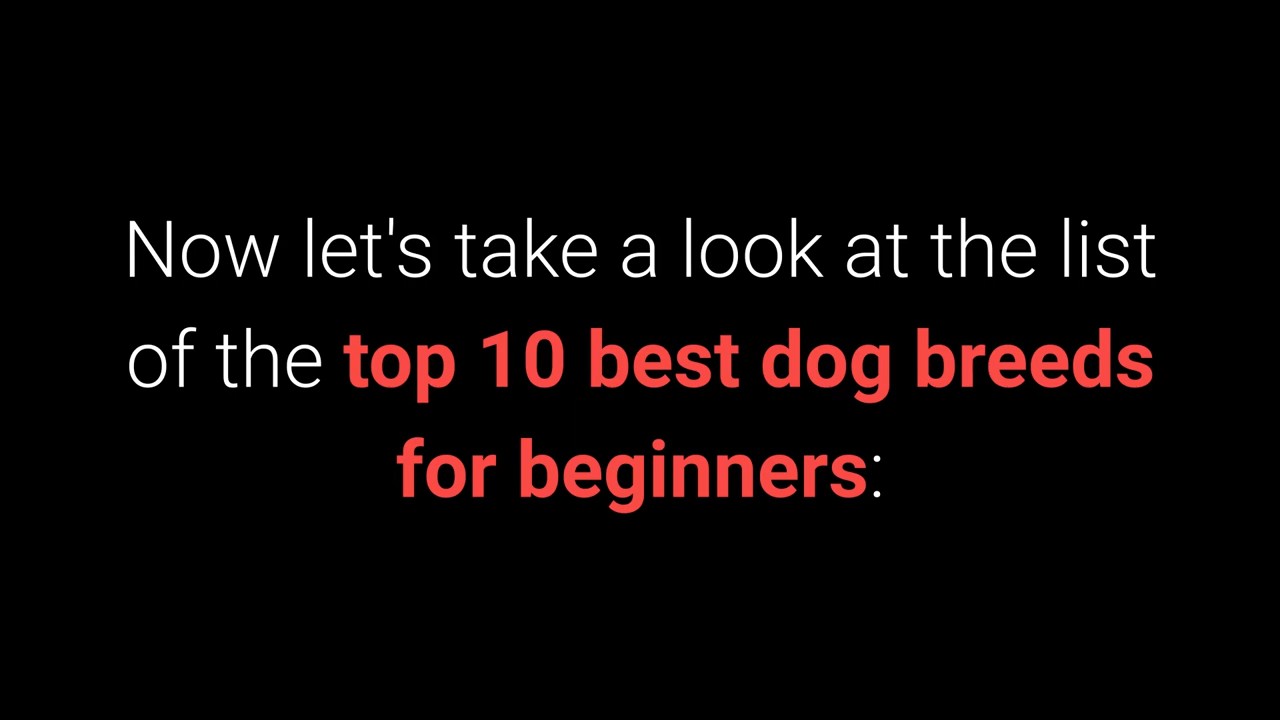 Now let's take a look at the list
of the top 10 best dog breeds
for beginners: